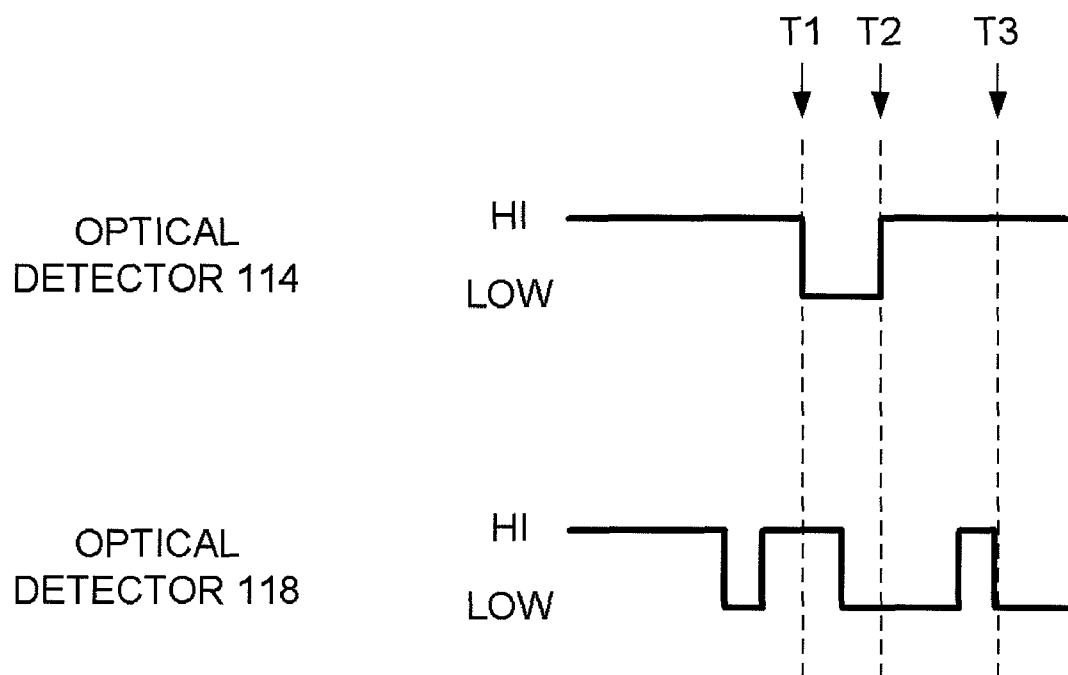 T1 T2 T3
OPTICAL
DETECTOR 114
HI
LOW
OPTICAL
DETECTOR 118
HI
LOW